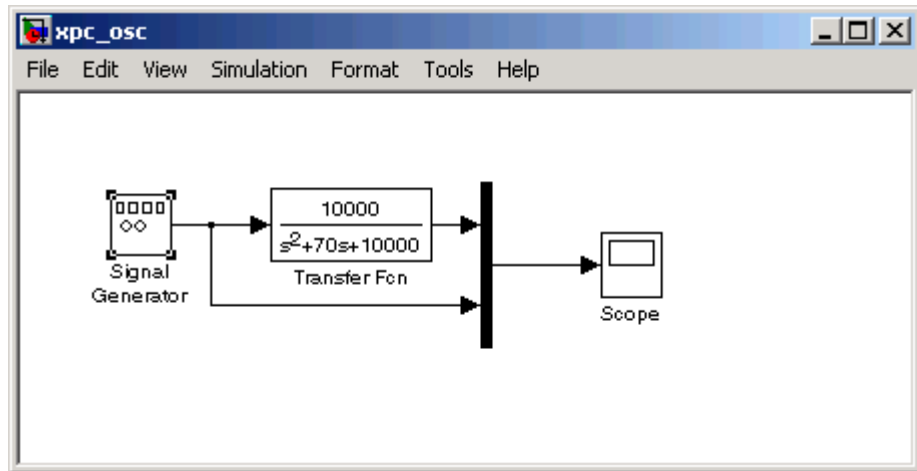 xpc_osc
File Edit View Simulation Format Tools Help
10000
s²+70s+10000
Transfer Fcn
Signal
Generator
Scope